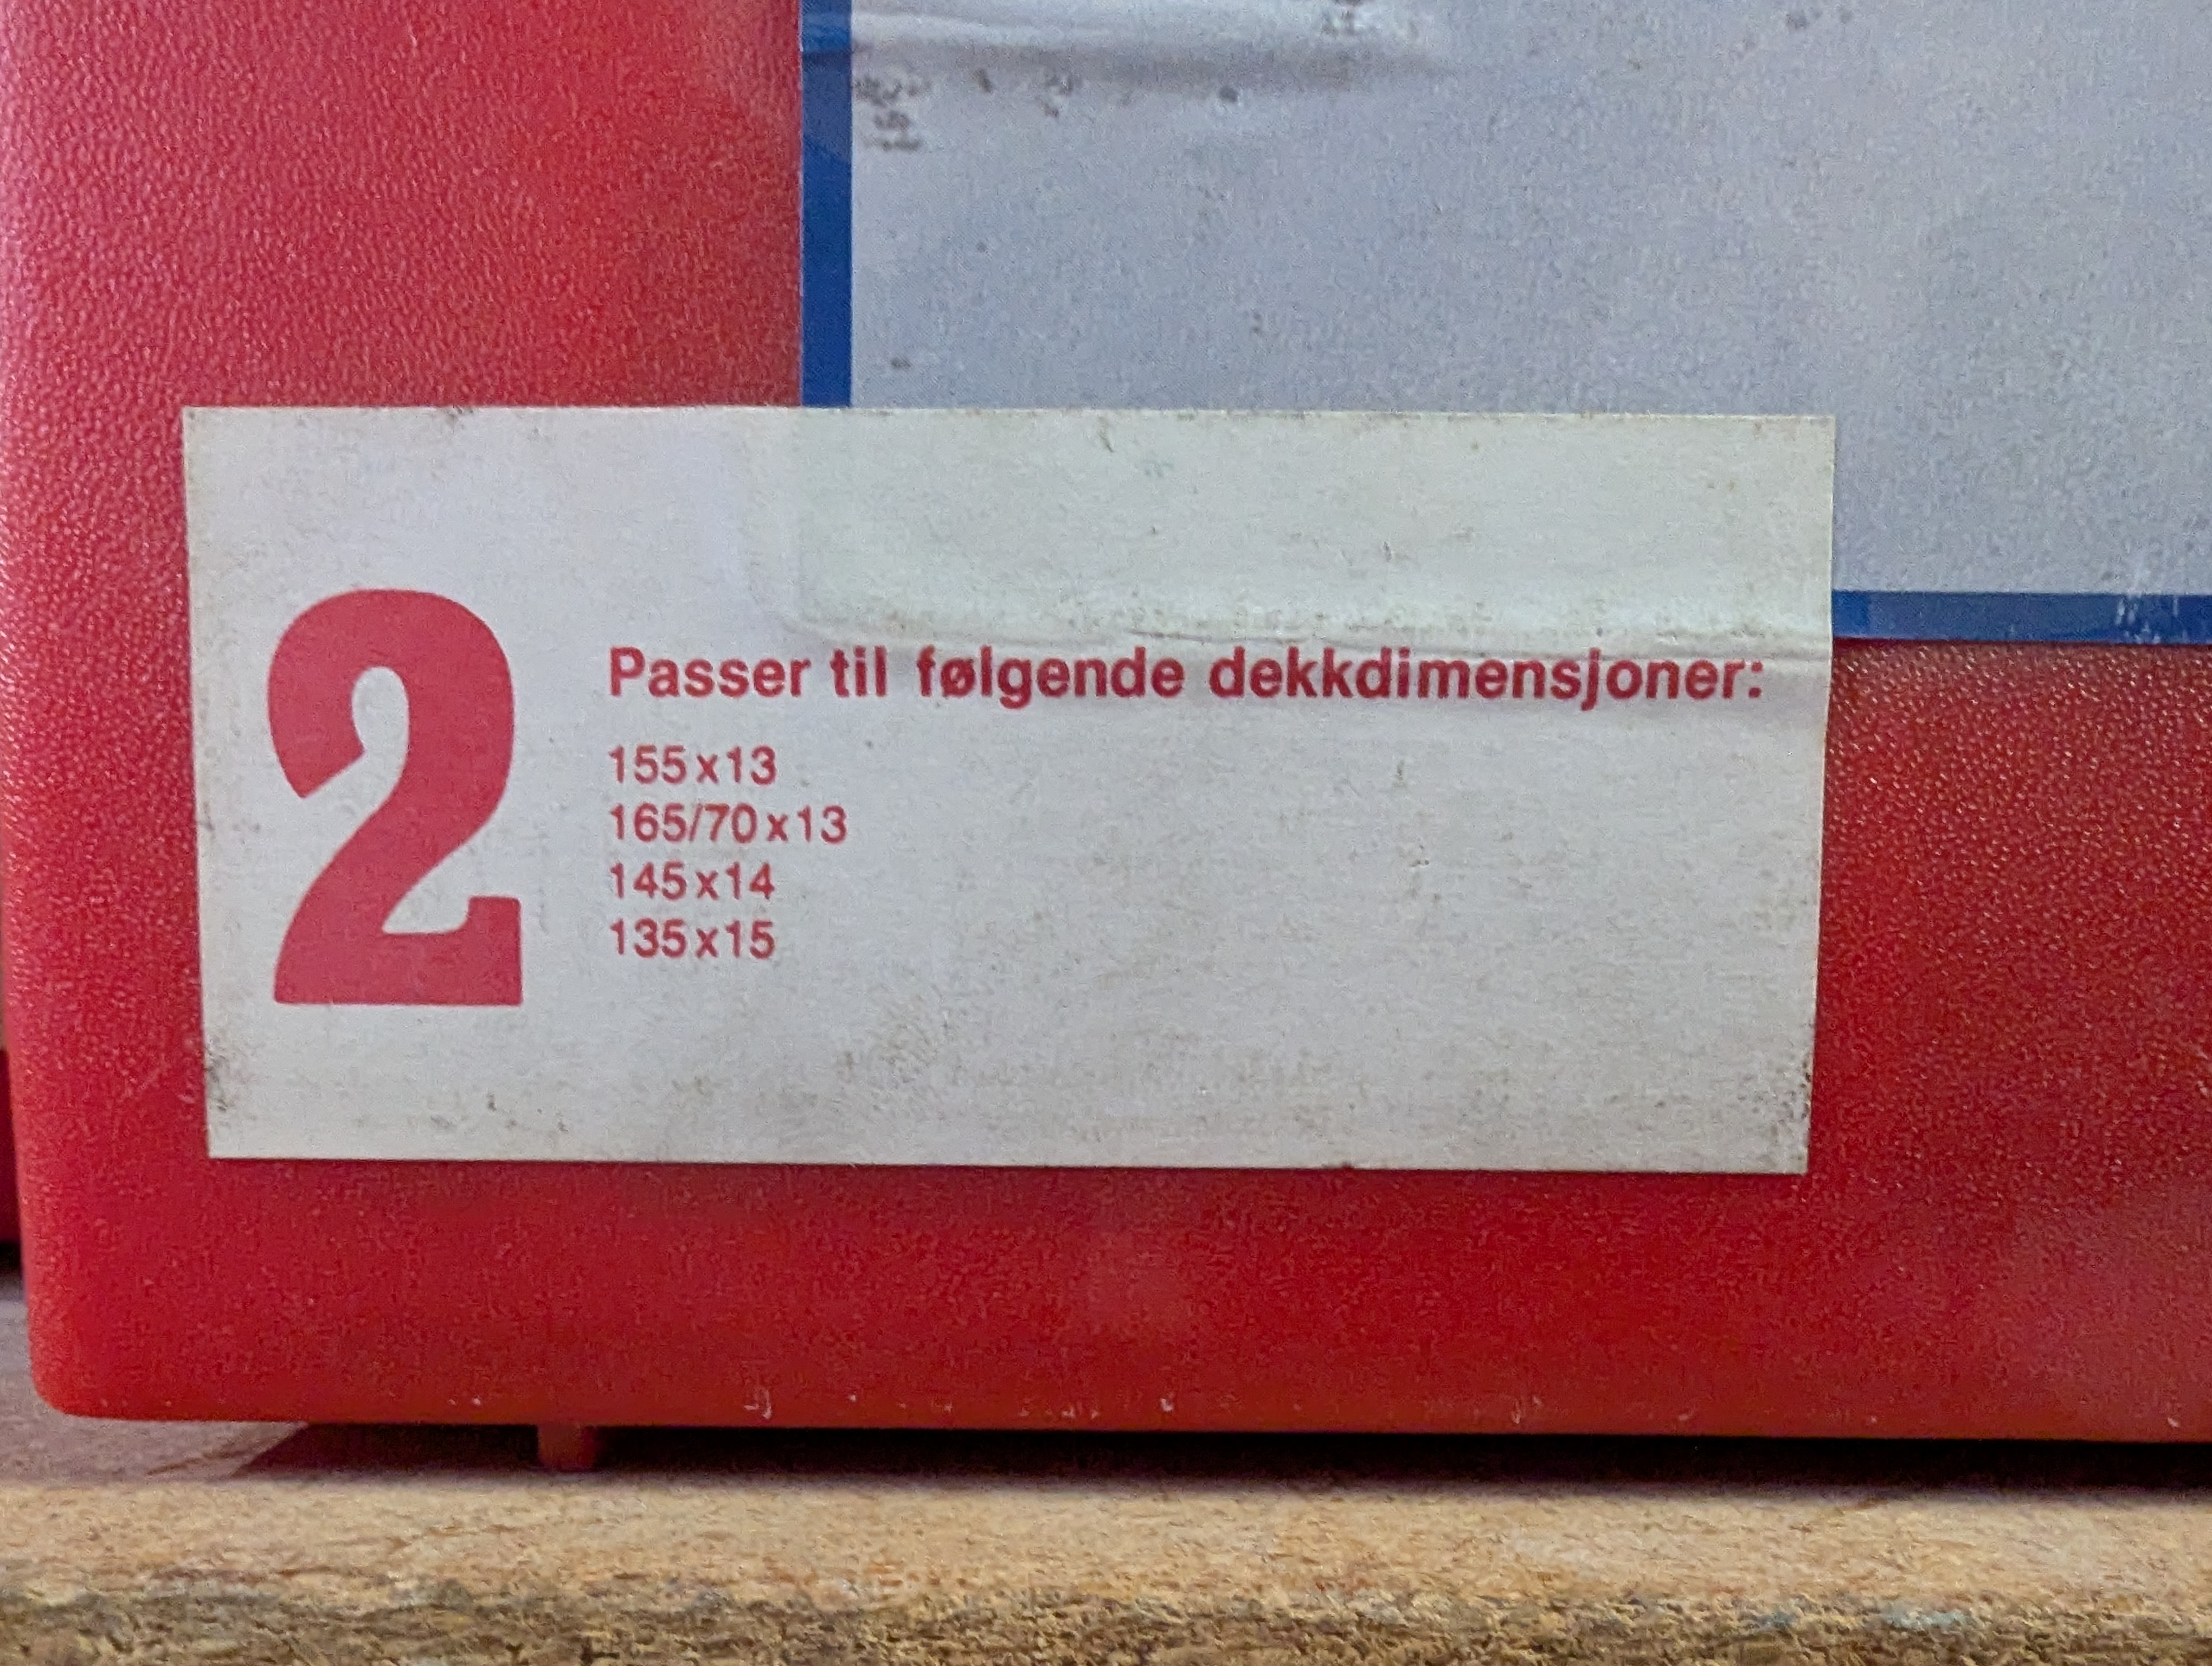 2
Passer til følgende dekkdimensjoner:
155x13
165/70x13
145x14
135x15